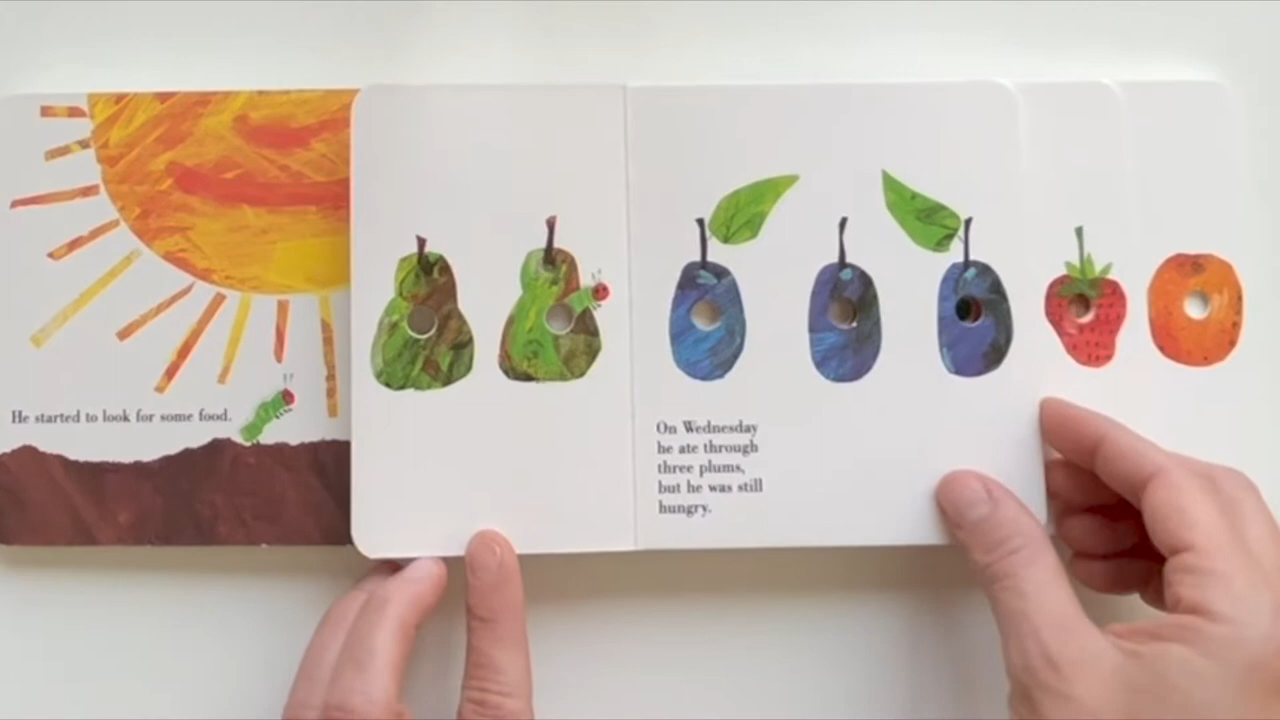 He started to look for some food.
On Wednesday
he ate through
three plums,
but he was still
hungry.